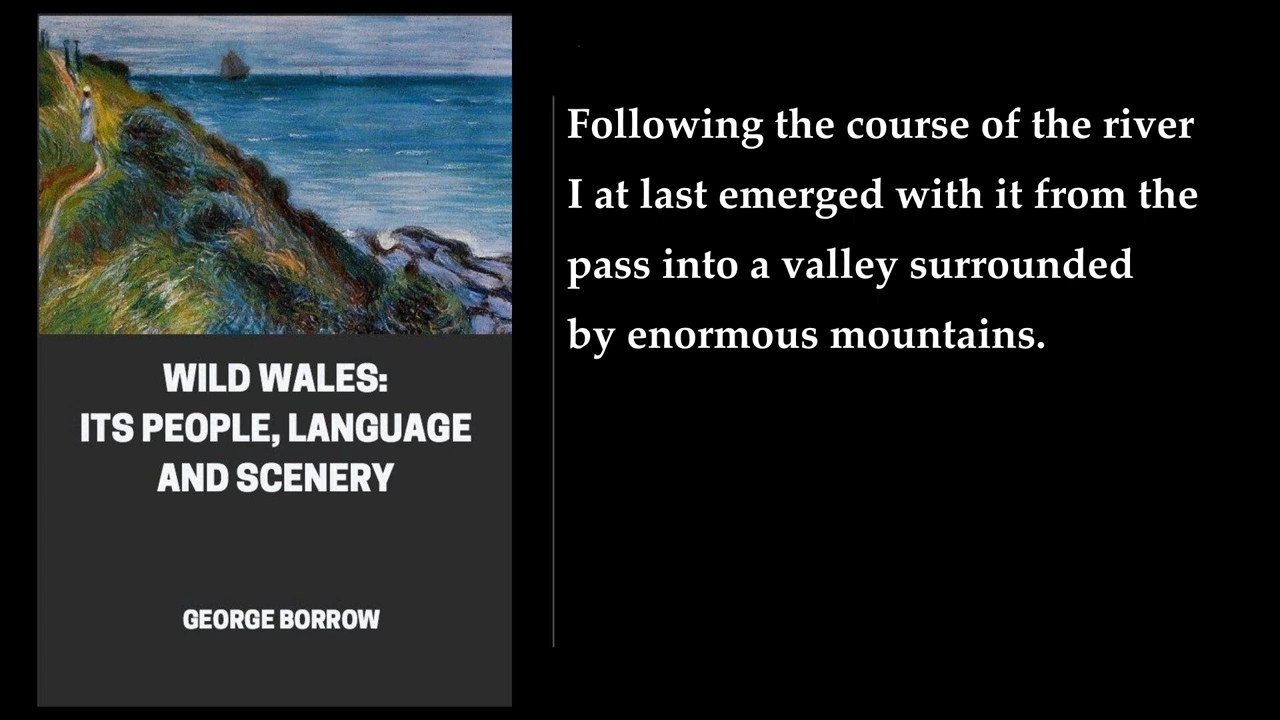 WILD WALES:
ITS PEOPLE, LANGUAGE
AND SCENERY
GEORGE BORROW
Following the course of the river
I at last emerged with it from the
pass into a valley surrounded
by enormous mountains.